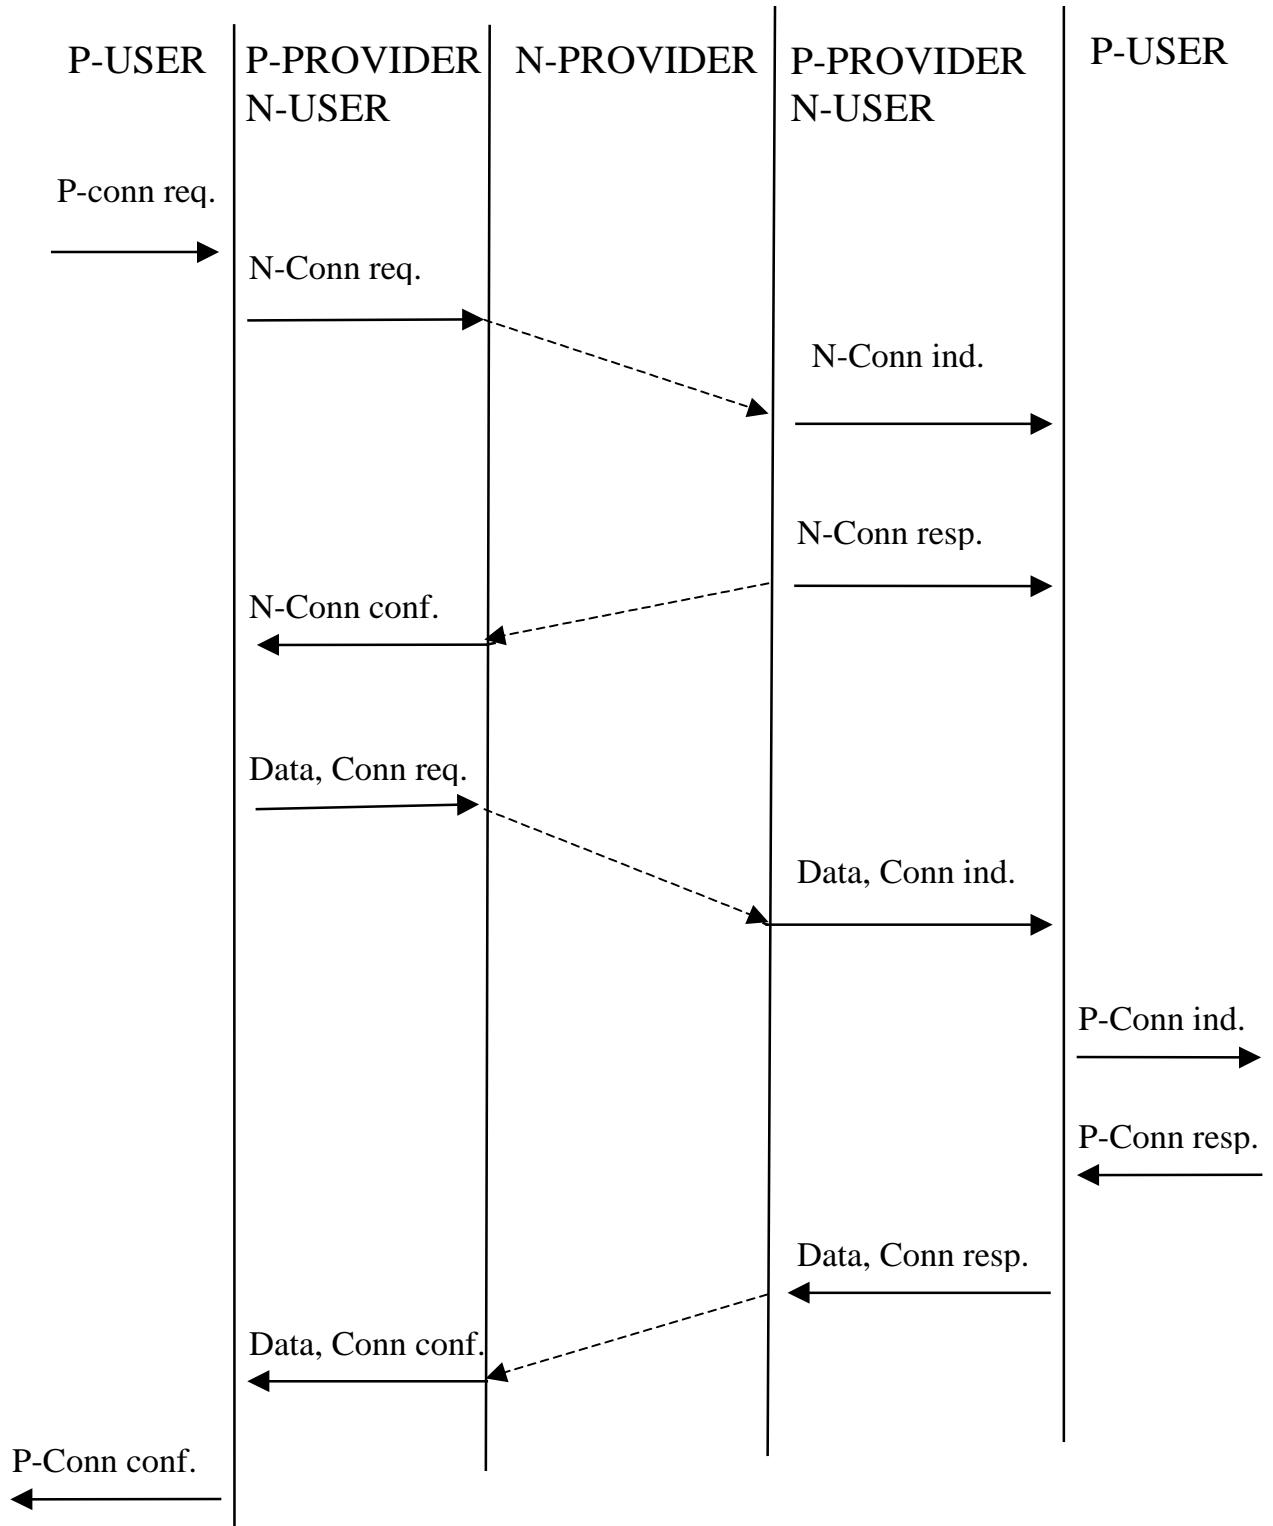 P-USER
P-PROVIDER
N-USER
N-PROVIDER
P-PROVIDER
N-USER
P-USER
P-conn req.
N-Conn req.
N-Conn ind.
N-Conn resp.
N-Conn conf.
Data, Conn req.
Data, Conn ind.
P-Conn ind.
P-Conn resp.
Data, Conn resp.
Data, Conn conf.
P-Conn conf.